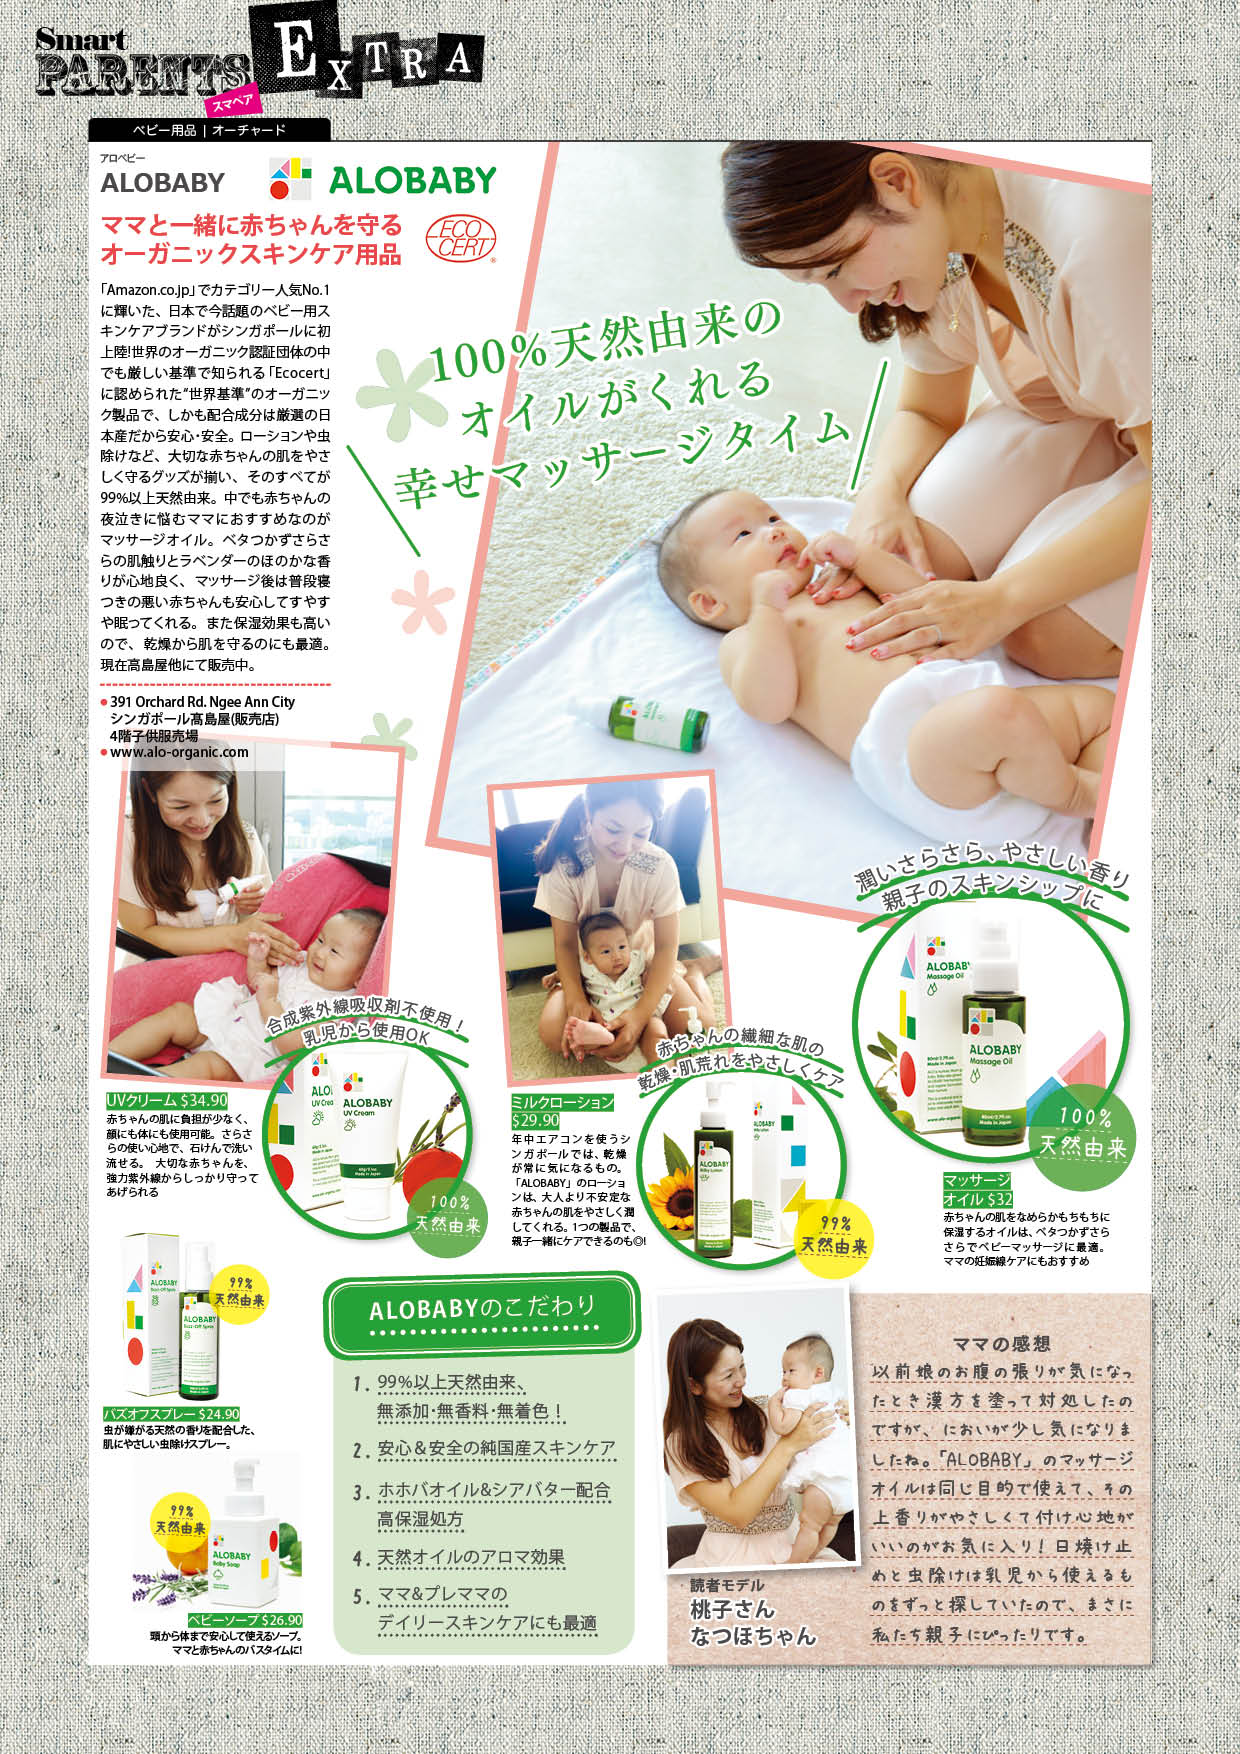 Smart
PARENTS
EXTRA
スマペア
ベビー用品 | オーチャード
アロベビー
ALOBABY
ALOBABY
ママと一緒に赤ちゃんを守る
オーガニックスキンケア用品
ECO
CERT
「Amazon.co.jp」でカテゴリー人気No.1
に輝いた、日本で今話題のベビー用ス
キンケアブランドがシンガポールに初
上陸!世界のオーガニック認証団体の中
でも厳しい基準で知られる「Ecocert」
に認められた“世界基準”のオーガニッ
ク製品で、しかも配合成分は厳選の日
本産だから安心・安全。ローションや虫
除けなど、大切な赤ちゃんの肌をやさ
しく守るグッズが揃い、そのすべてが
99%以上天然由来。中でも赤ちゃんの
夜泣きに悩むママにおすすめなのが
マッサージオイル。ベタつかずさらさ
らの肌触りとラベンダーのほのかな香
りが心地良く、マッサージ後は普段寝
つきの悪い赤ちゃんも安心してすやす
や眠ってくれる。また保湿効果も高い
ので、乾燥から肌を守るのにも最適。
現在高島屋他にて販売中。
● 391 Orchard Rd. Ngee Ann City
シンガポール髙島屋(販売店)
4階子供服売場
● www.alo-organic.com
100%天然由来の
オイルがくれる
幸せマッサージタイム
合成紫外線吸収剤不使用！
乳児から使用OK
ALOBABY
UV Cream
100%
天然由来
UVクリーム $34.90
赤ちゃんの肌に負担が少なく、
顔にも体にも使用可能。さらさ
らの使い心地で、石けんで洗い
流せる。 大切な赤ちゃんを、
強力紫外線からしっかり守って
あげられる
赤ちゃんの繊細な肌の
乾燥・肌荒れをやさしくケア
ALOBABY
99%
天然由来
ミルクローション
$29.90
年中エアコンを使うシ
ンガポールでは、乾燥
が常に気になるもの。
「ALOBABY」のローショ
ンは、大人より不安定な
赤ちゃんの肌をやさしく潤
してくれる。1つの製品で、
親子一緒にケアできるのも◎!
潤いさらさら、やさしい香り
親子のスキンシップに
ALOBABY
Massage Oil
ALOBABY
Massage Oil
100%
天然由来
マッサージ
オイル $32
赤ちゃんの肌をなめらかもちもちに
保湿するオイルは、ベタつかずさら
さらでベビーマッサージに最適。
ママの妊娠線ケアにもおすすめ
ALOBABY
ALOBABY
99%
天然由来
バズオフスプレー $24.90
虫が嫌がる天然の香りを配合した、
肌にやさしい虫除けスプレー。
99%
天然由来
ALOBABY
Baby Soap
ベビーソープ $26.90
頭から体まで安心して使えるソープ。
ママと赤ちゃんのバスタイムに!
ALOBABYのこだわり
1. 99%以上天然由来、
無添加・無香料・無着色！
2. 安心＆安全の純国産スキンケア
3. ホホバオイル&シアバター配合
高保湿処方
4. 天然オイルのアロマ効果
5. ママ&プレママの
デイリースキンケアにも最適
読者モデル
桃子さん
なつほちゃん
ママの感想
以前娘のお腹の張りが気になっ
たとき漢方を塗って対処したの
ですが、においが少し気になりま
したね。「ALOBABY」のマッサージ
オイルは同じ目的で使えて、その
上香りがやさしくて付け心地が
いいのがお気に入り！日焼け止
めと虫除けは乳児から使えるも
のをずっと探していたので、まさに
私たち親子にぴったりです。